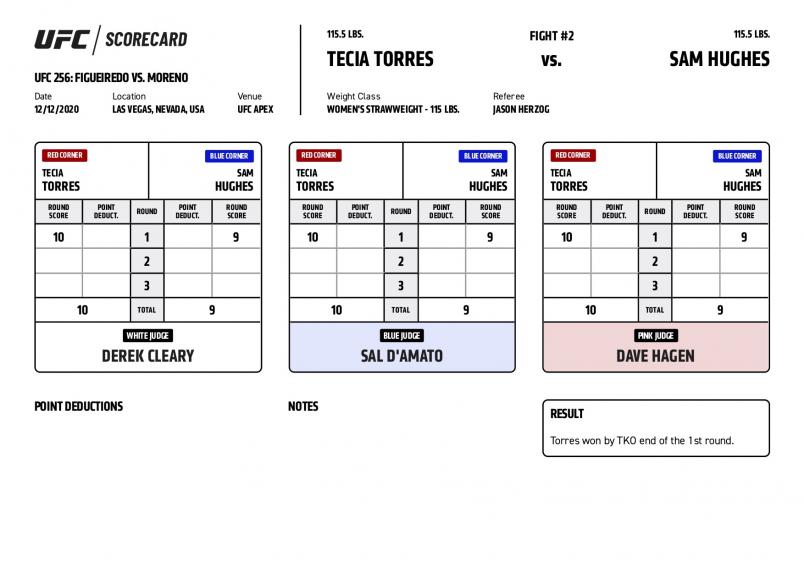 UFC / SCORECARD
UFC 256: FIGUEIREDO VS. MORENO
Date Location Venue
12/12/2020 LAS VEGAS, NEVADA, USA UFC APEX
115.5 LBS. FIGHT #2 115.5 LBS.
TECIA TORRES VS. SAM HUGHES
Weight Class Referee
WOMEN'S STRAWWEIGHT - 115 LBS. JASON HERZOG
RED CORNER BLUE CORNER
TECIA SAM
TORRES HUGHES
ROUND SCORE POINT DEDUCT. ROUND POINT DEDUCT. ROUND SCORE
10 1 9
2
3
10 TOTAL 9
WHITE JUDGE
DEREK CLEARY
RED CORNER BLUE CORNER
TECIA SAM
TORRES HUGHES
ROUND SCORE POINT DEDUCT. ROUND POINT DEDUCT. ROUND SCORE
10 1 9
2
3
10 TOTAL 9
BLUE JUDGE
SAL D'AMATO
RED CORNER BLUE CORNER
TECIA SAM
TORRES HUGHES
ROUND SCORE POINT DEDUCT. ROUND POINT DEDUCT. ROUND SCORE
10 1 9
2
3
10 TOTAL 9
PINK JUDGE
DAVE HAGEN
POINT DEDUCTIONS
NOTES
RESULT
Torres won by TKO end of the 1st round.